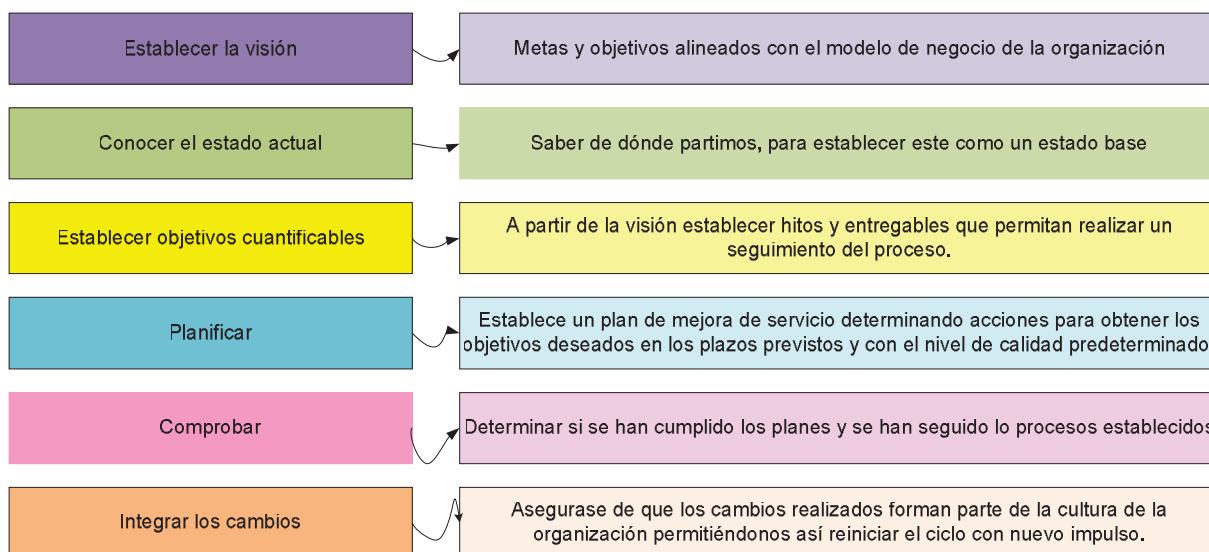 Establecer la visión
Metas y objetivos alineados con el modelo de negocio de la organización
Conocer el estado actual
Saber de dónde partimos, para establecer este como un estado base
Establecer objetivos cuantificables
A partir de la visión establecer hitos y entregables que permitan realizar un
seguimiento del proceso.
Planificar
Establece un plan de mejora de servicio determinando acciones para obtener los
objetivos deseados en los plazos previstos y con el nivel de calidad predeterminado
Comprobar
Determinar si se han cumplido los planes y se han seguido lo procesos establecidos
Integrar los cambios
Asegurase de que los cambios realizados forman parte de la cultura de la
organización permitiéndonos así reiniciar el ciclo con nuevo impulso.